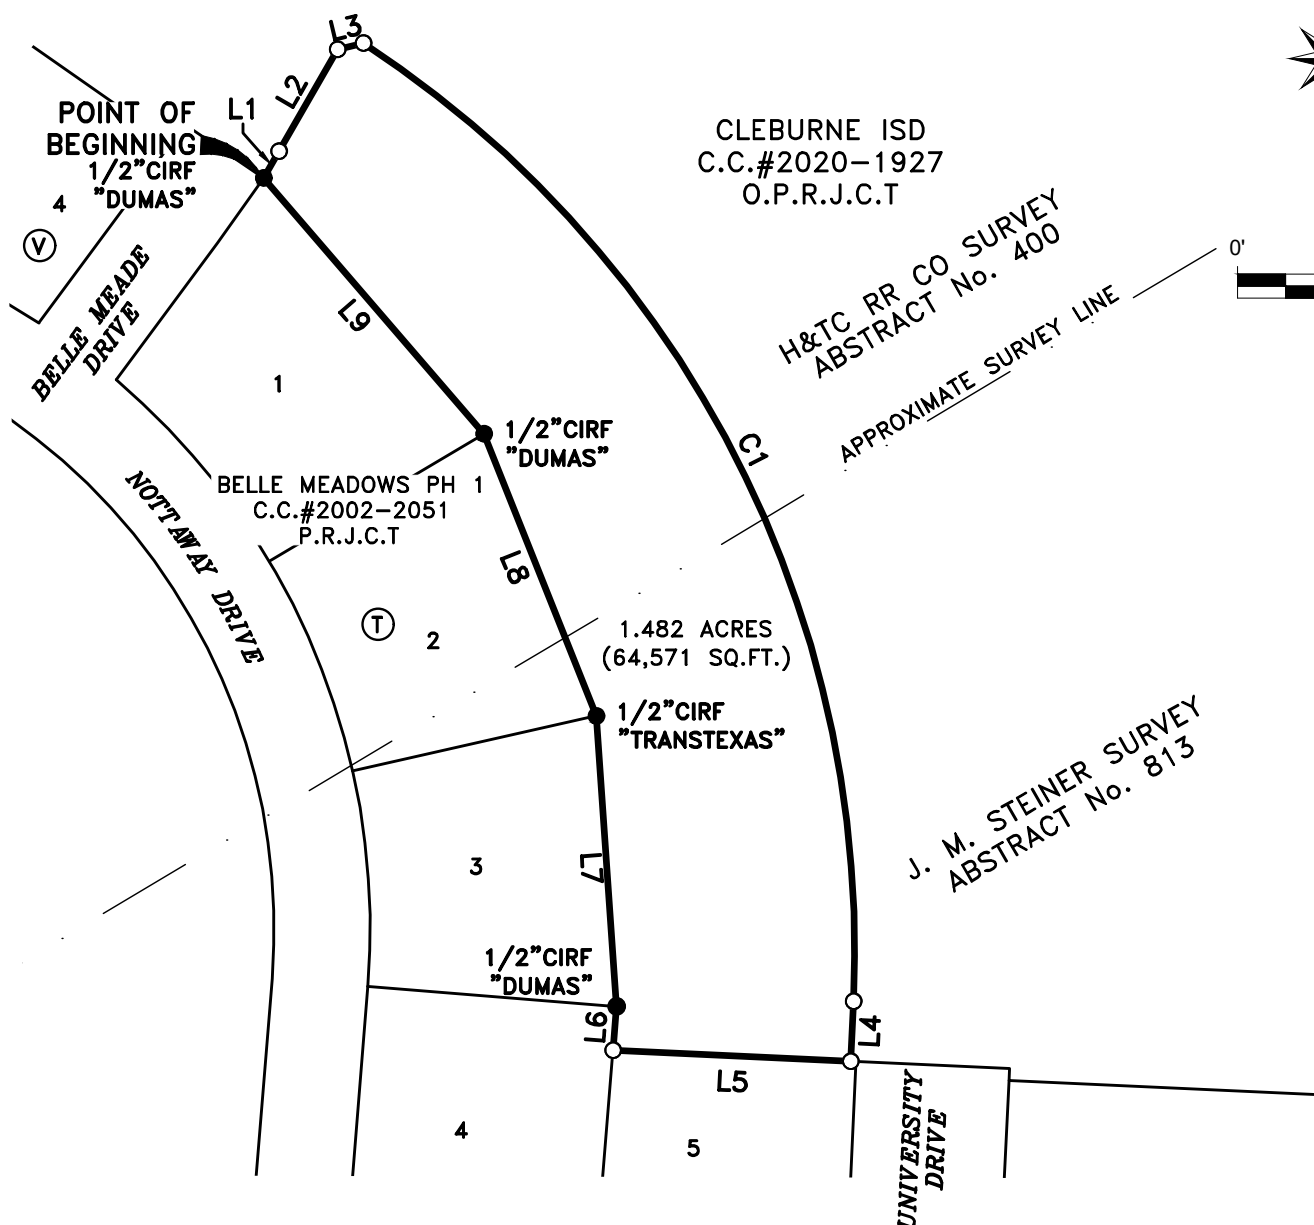 L3
L2
L1
POINT OF
BEGINNING
1/2"CIRF
"DUMAS"
4
V
BELLE MEADE
DRIVE
CLEBURNE ISD
C.C.#2020-1927
O.P.R.J.C.T
H&TC RR CO SURVEY
ABSTRACT No. 400
0'
APPROXIMATE SURVEY LINE
L9
1
C1
1/2"CIRF
"DUMAS"
BELLE MEADOWS PH 1
C.C.#2002-2051
P.R.J.C.T
NOTTAWAY DRIVE
L8
T
2
1.482 ACRES
(64,571 SQ.FT.)
1/2"CIRF
"TRANSTEXAS"
J. M. STEINER SURVEY
ABSTRACT No. 813
3
L7
1/2"CIRF
"DUMAS"
L6
L4
L5
UNIVERSITY
DRIVE
4
5